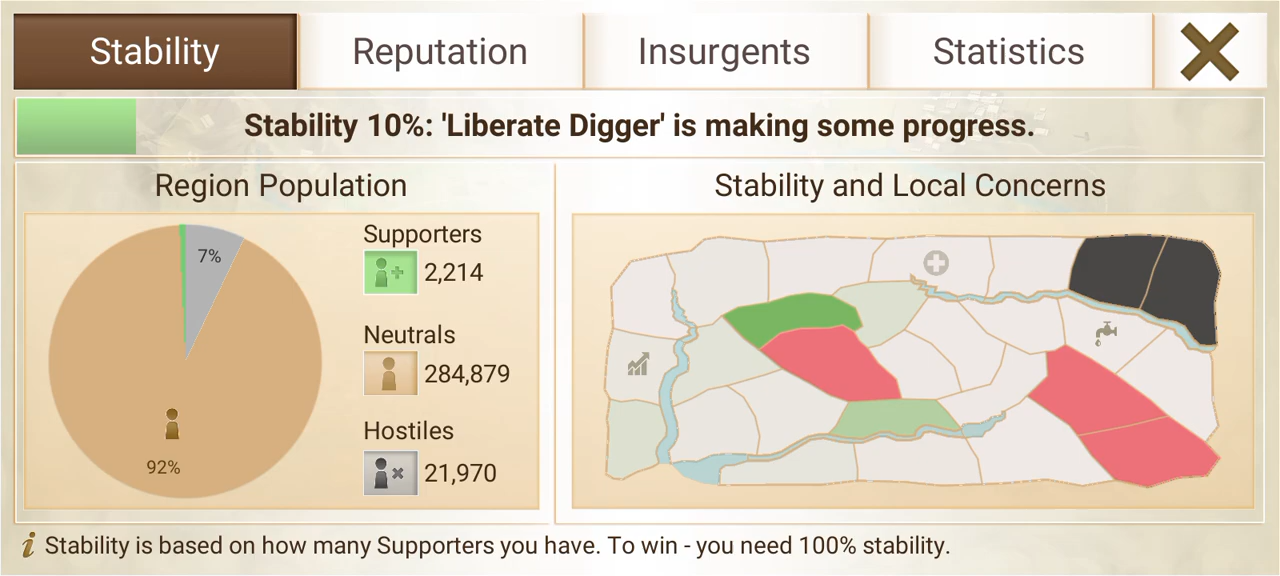 Stability
Reputation
Insurgents
Statistics
Stability 10%: 'Liberate Digger' is making some progress.
Region Population
7%
92%
Supporters
2,214
Neutrals
284,879
Hostiles
21,970
Stability and Local Concerns
i Stability is based on how many Supporters you have. To win - you need 100% stability.